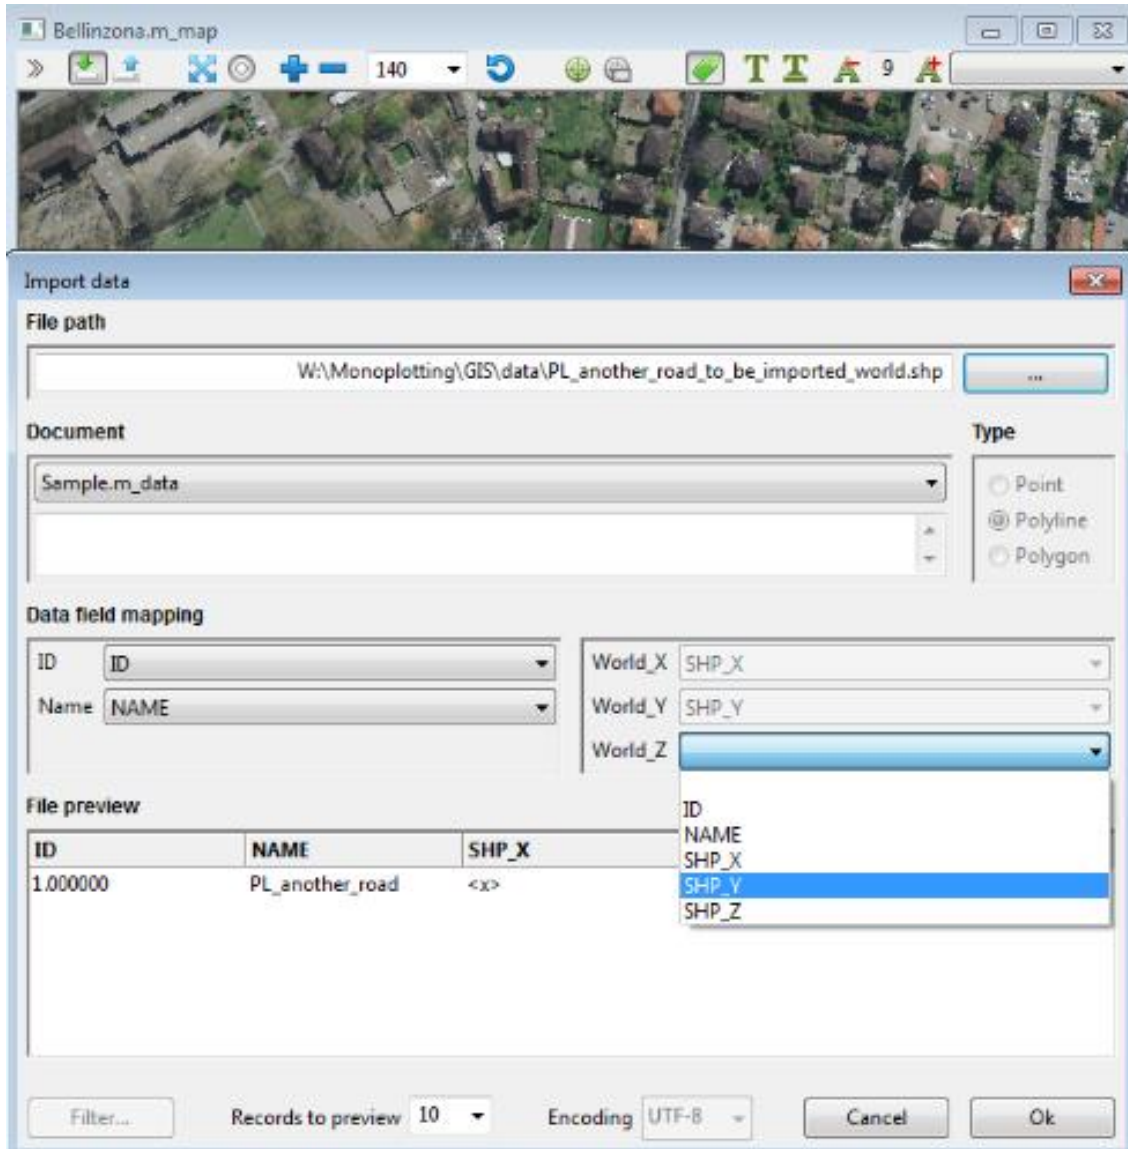 Bellinzona.m_map
140 9
Import data
File path
W:\Monoplotting\GIS\data\PL_another_road_to_be_imported_world.shp ...
Document Type
Sample.m_data
Point
Polyline
Polygon
Data field mapping
ID ID World_X SHP_X
Name NAME World_Y SHP_Y
World_Z
File preview
ID
NAME
SHP_X
SHP_Y
SHP_Z
ID NAME SHP_X
1.000000 PL_another_road <x>
Filter... Records to preview 10 Encoding UTF-8 Cancel Ok